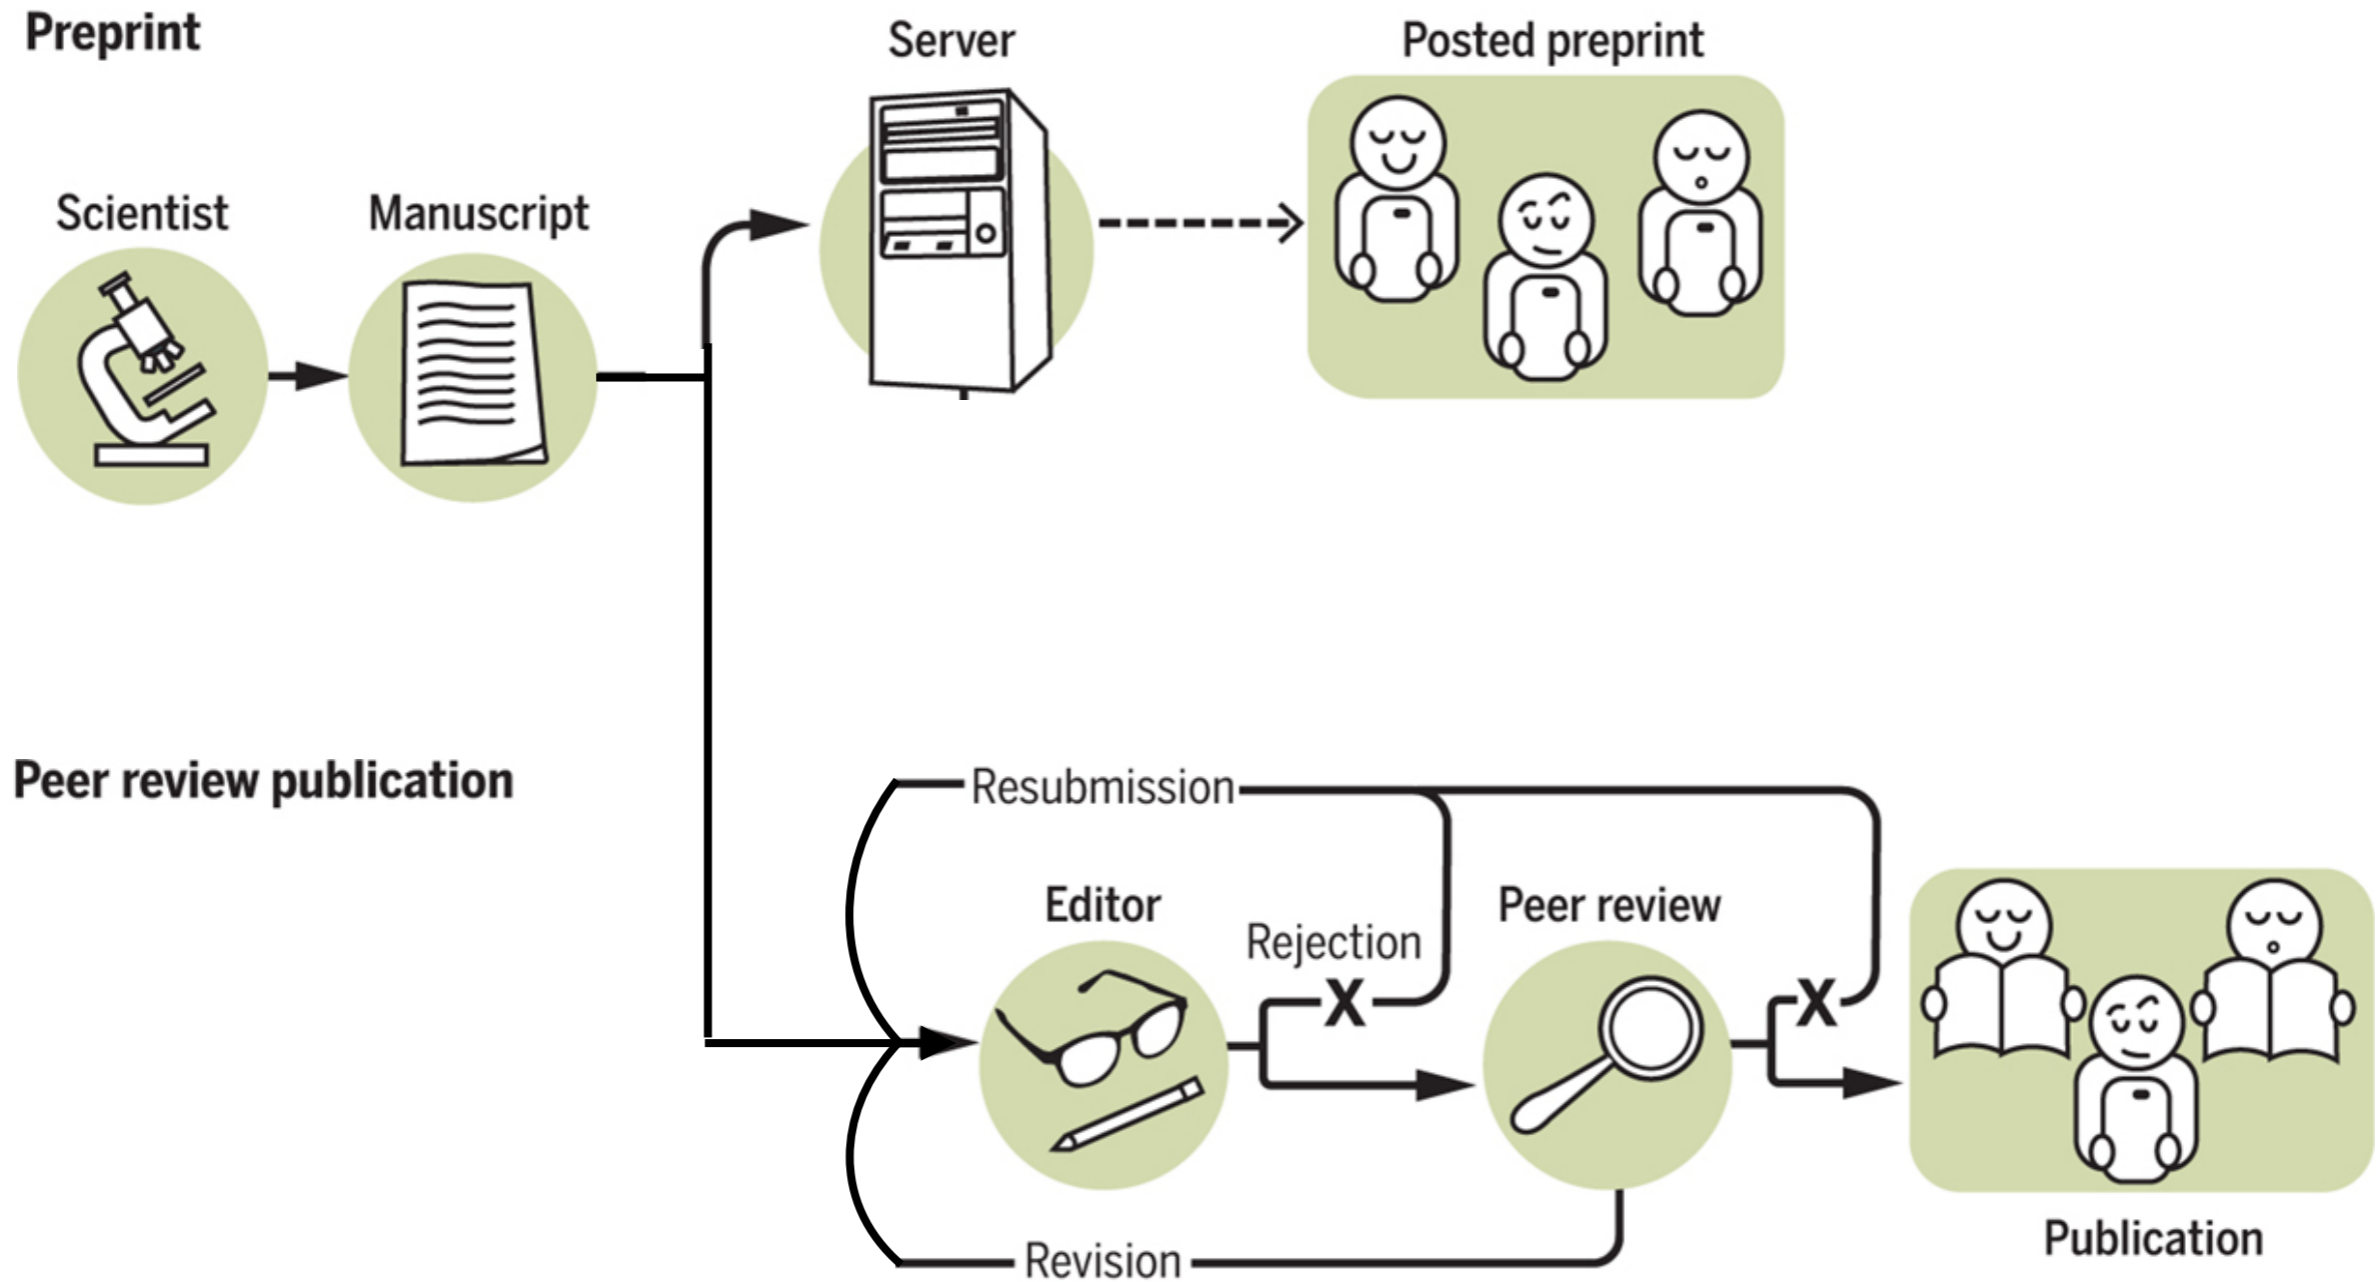 Preprint
Server
Posted preprint
Scientist
Manuscript
Peer review publication
Resubmission
Editor
Rejection
Peer review
X
X
Publication
Revision